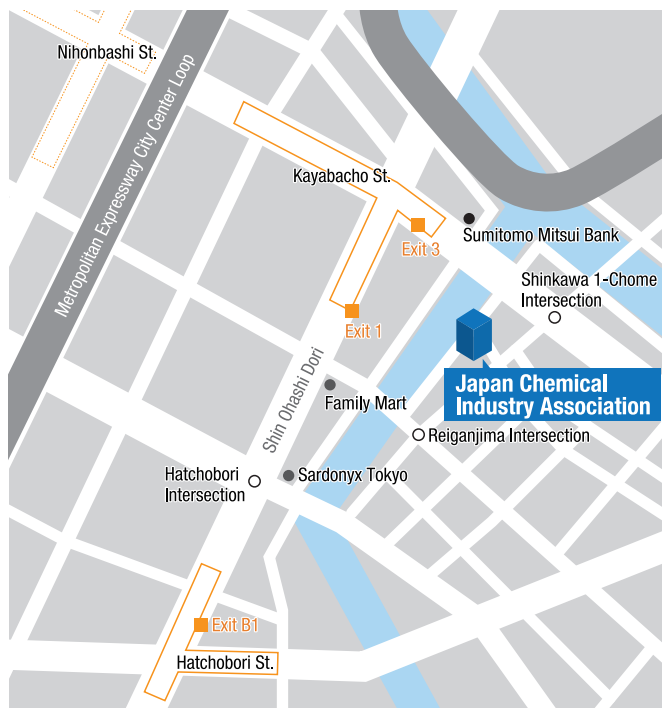 Nihonbashi St.
Metropolitan Expressway City Center Loop
Kayabacho St.
Exit 3
Sumitomo Mitsui Bank
Shinkawa 1-Chome
Intersection
Exit 1
Japan Chemical
Industry Association
Shin Ohashi Dori
Family Mart
Reiganjima Intersection
Hatchobori
Intersection
Sardonyx Tokyo
Exit B1
Hatchobori St.